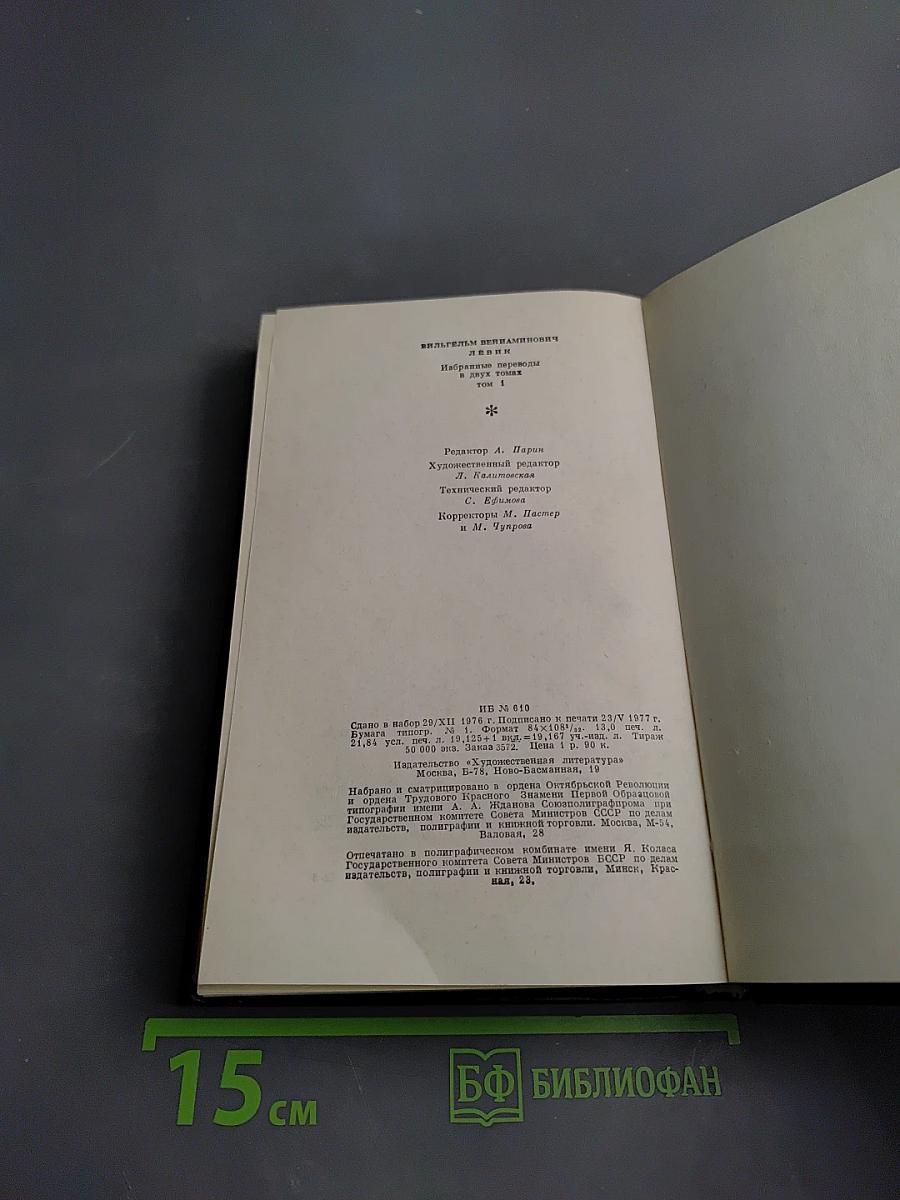 ВИЛЬГЕЛЬМ ВЕНИАМИНОВИЧ
ЛЕВИК
Избранные переводы
в двух томах
том 1
*
Редактор А. Парин
Художественный редактор
Л. Калитовская
Технический редактор
С. Ефимова
Корректоры М. Пастер
и М. Чупрова
ИБ № 610
Сдано в набор 29/XII 1976 г. Подписано к печати 23/V 1977 г.
Бумага типогр. № 1. Формат 84×108¹/₃₂. 13,0 печ. л.
21,84 усл. печ. л. 19,125+1 вкл.=19,167 уч.-изд. л. Тираж
50 000 экз. Заказ 3572. Цена 1 р. 90 к.
Издательство «Художественная литература»
Москва, Б-78, Ново-Басманная, 19
Набрано и сматрицировано в ордена Октябрьской Революции
и ордена Трудового Красного Знамени Первой Образцовой
типографии имени А. А. Жданова Союзполиграфпрома при
Государственном комитете Совета Министров СССР по делам
издательств, полиграфии и книжной торговли. Москва, М-54,
Валовая, 28
Отпечатано в полиграфическом комбинате имени Я. Коласа
Государственного комитета Совета Министров БССР по делам
издательств, полиграфии и книжной торговли, Минск, Крас-
ная, 23.
15 см
БФ БИБЛИОФАН